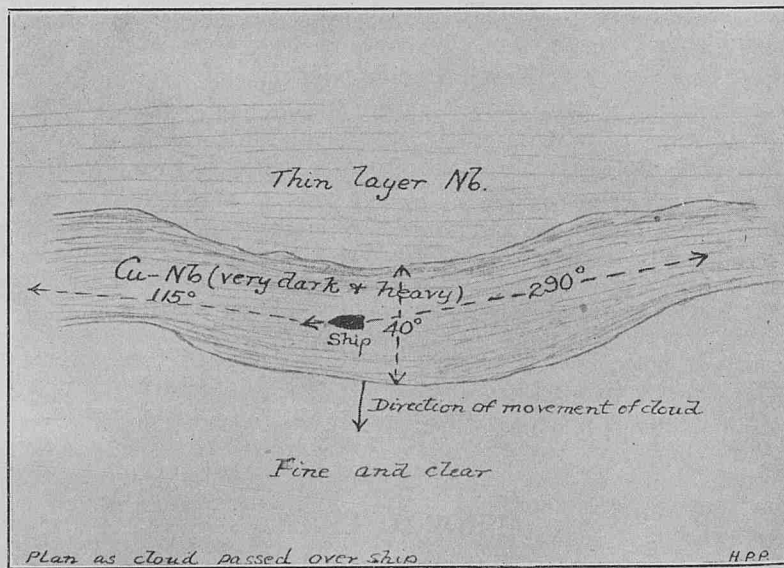 Thin layer Nb.
Cu-Nb (very dark & heavy)
115°
290°
40°
Ship
Direction of movement of cloud
Fine and clear
Plan as cloud passed over ship
H.P.P.